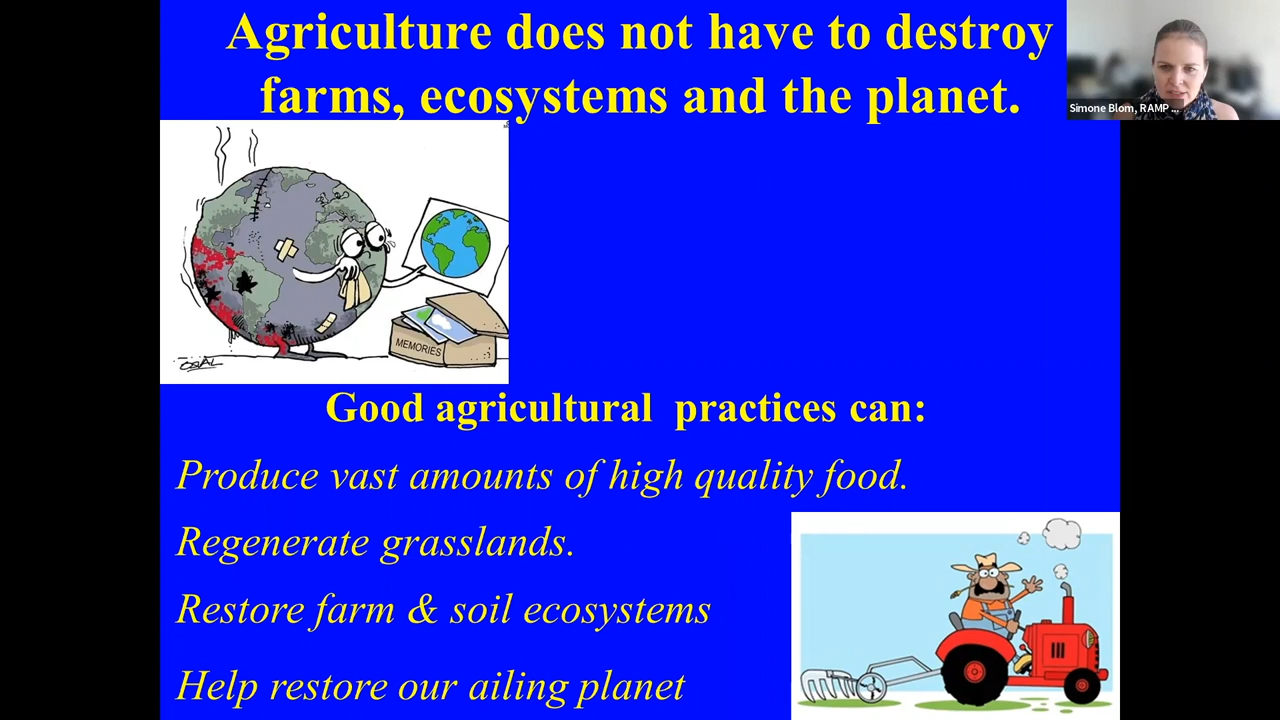 Agriculture does not have to destroy
farms, ecosystems and the planet.
Simone Blom, RAMP ...
MEMORIES
Good agricultural practices can:
Produce vast amounts of high quality food.
Regenerate grasslands.
Restore farm & soil ecosystems
Help restore our ailing planet